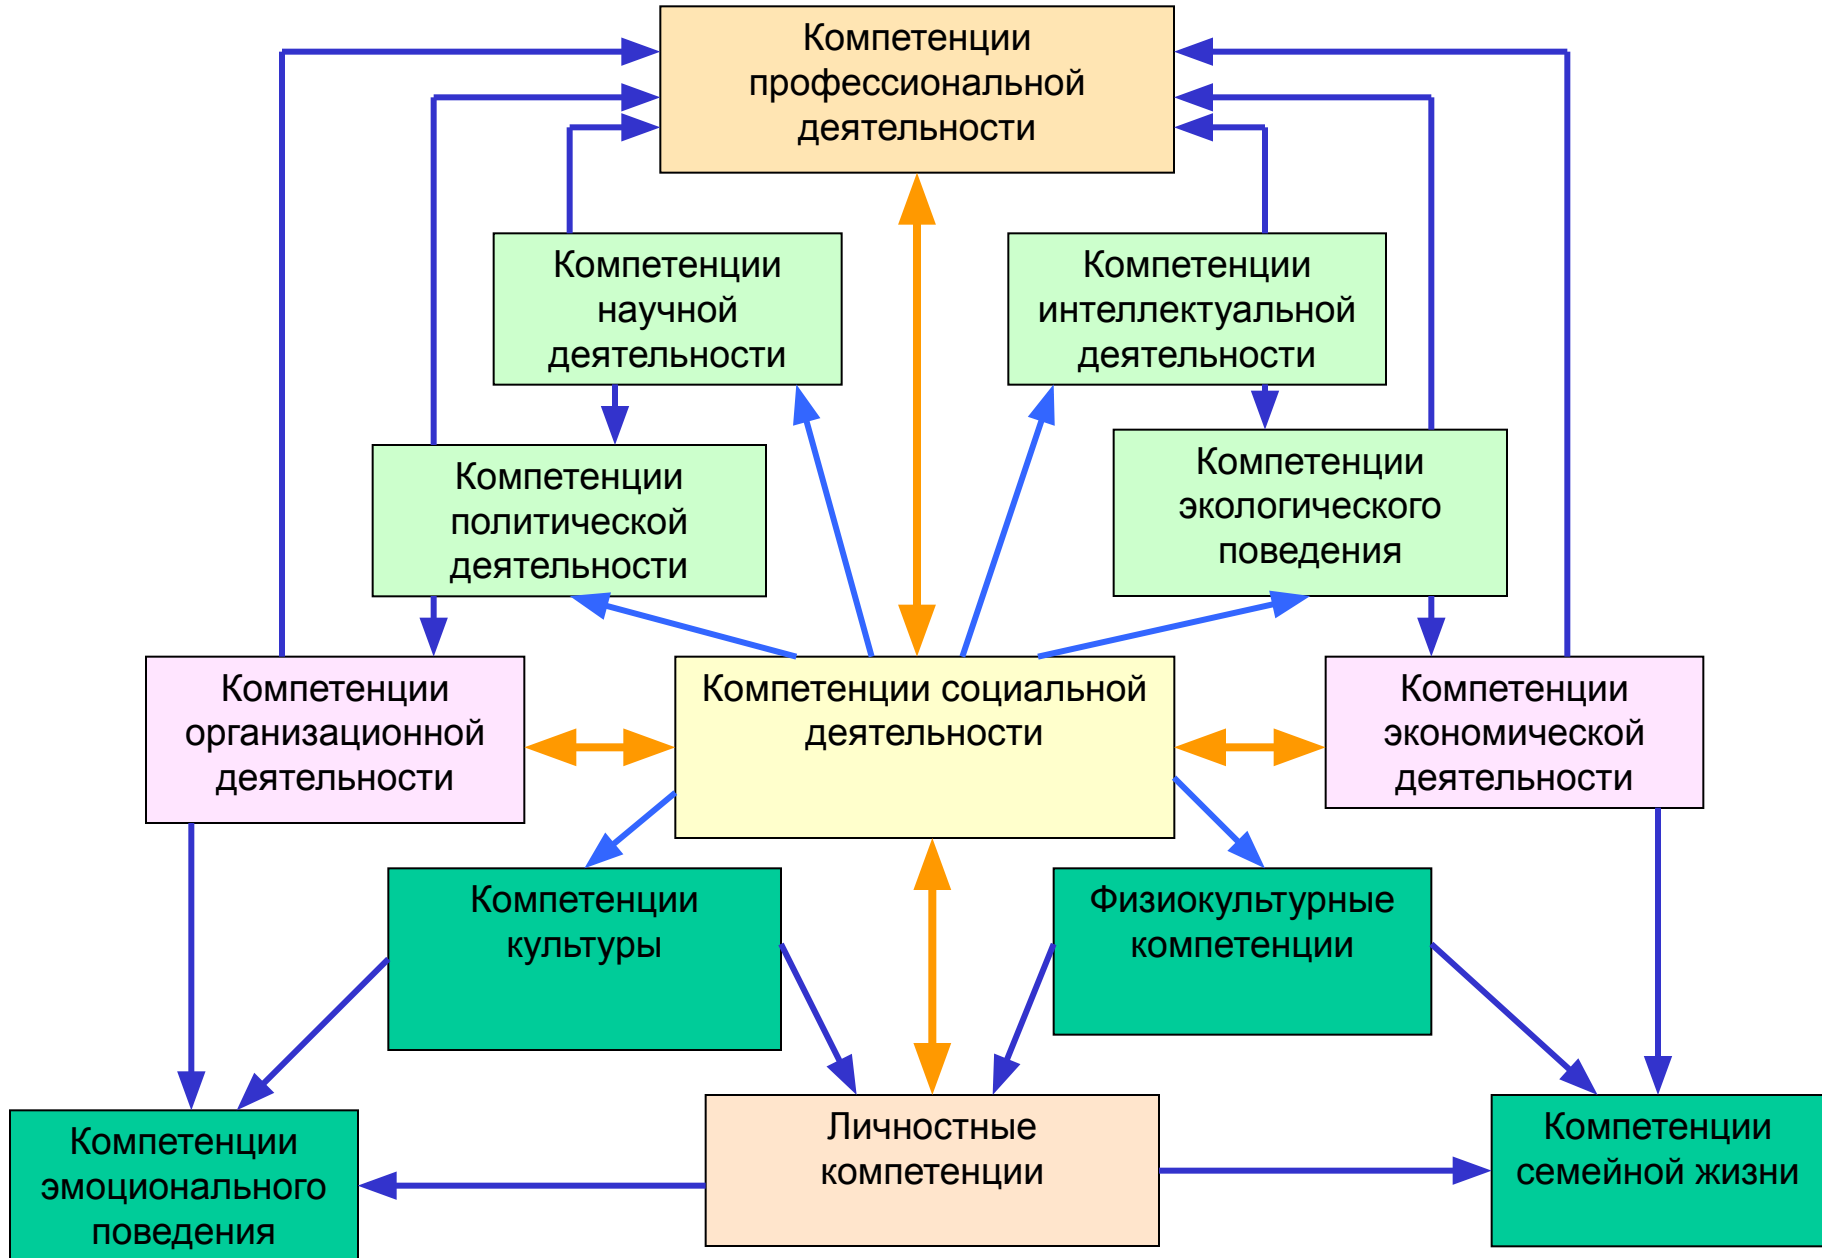 Компетенции
профессиональной
деятельности
Компетенции
научной
деятельности
Компетенции
интеллектуальной
деятельности
Компетенции
политической
деятельности
Компетенции
экологического
поведения
Компетенции
организационной
деятельности
Компетенции социальной
деятельности
Компетенции
экономической
деятельности
Компетенции
культуры
Физиокультурные
компетенции
Компетенции
эмоционального
поведения
Личностные
компетенции
Компетенции
семейной жизни